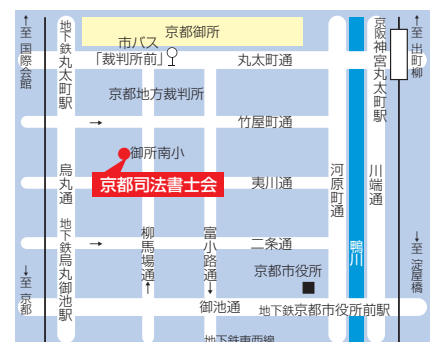 ↑至 国際会館
地下鉄丸太町駅
京都御所
市バス
「裁判所前」
丸太町通
京阪神宮丸太町駅
↑至 出町柳
京都地方裁判所
→
竹屋町通
御所南小
京都司法書士会
烏丸通
夷川通
河原町通
川端通
地下鉄烏丸御池駅
→
柳馬場通↑
富小路通↓
二条通
鴨川
京都市役所
↓至 京都
↓至 淀屋橋
御池通
地下鉄京都市役所前駅
地下鉄東西線